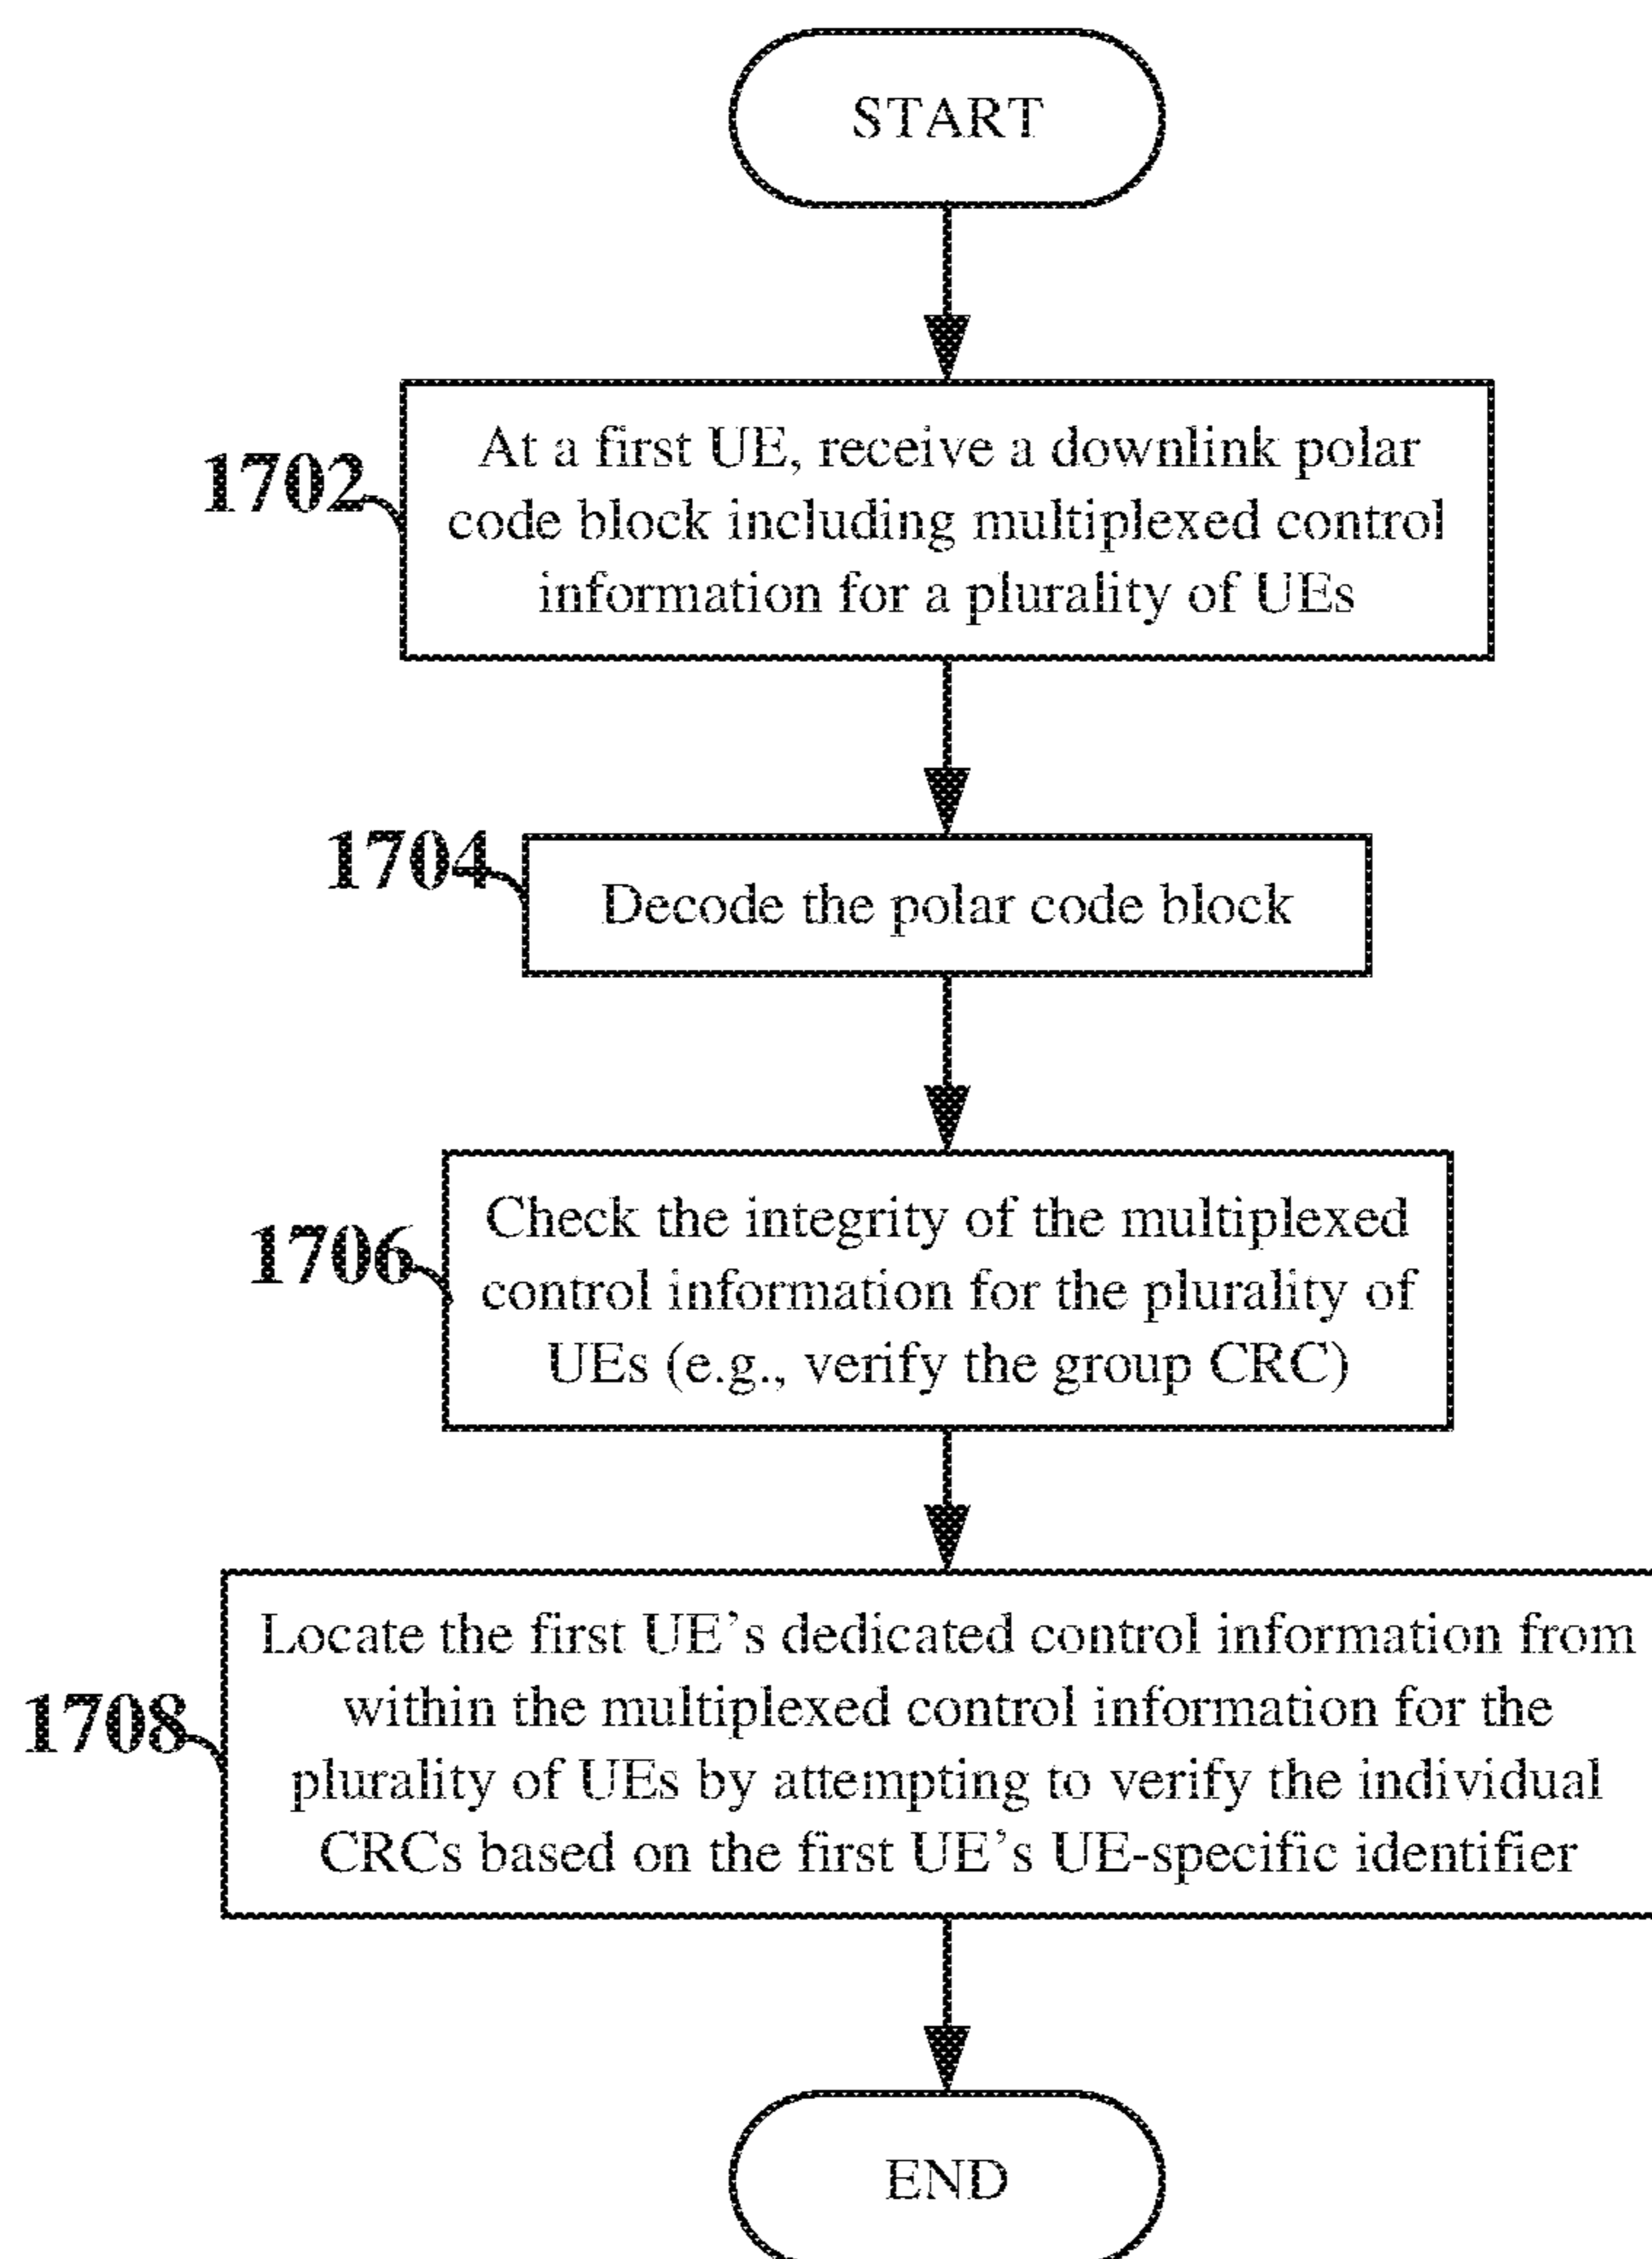 START
1702
At a first UE, receive a downlink polar
code block including multiplexed control
information for a plurality of UEs
1704
Decode the polar code block
1706
Check the integrity of the multiplexed
control information for the plurality of
UEs (e.g., verify the group CRC)
1708
Locate the first UE’s dedicated control information from
within the multiplexed control information for the
plurality of UEs by attempting to verify the individual
CRCs based on the first UE’s UE-specific identifier
END